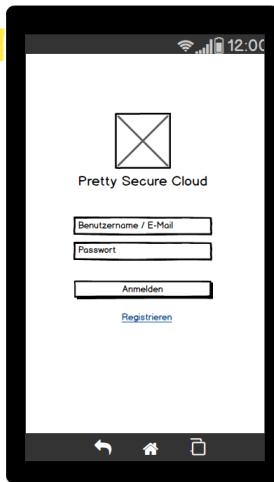 12:00
Pretty Secure Cloud
Benutzername / E-Mail
Passwort
Anmelden
Registrieren